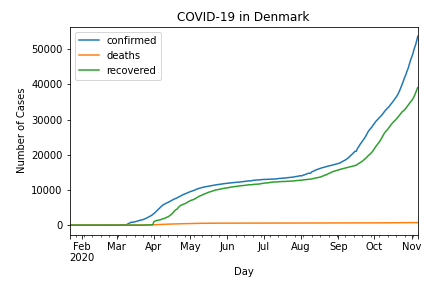 COVID-19 in Denmark
confirmed
deaths
recovered
Number of Cases
50000
40000
30000
20000
10000
0
Feb Mar Apr May Jun Jul Aug Sep Oct Nov
2020
Day